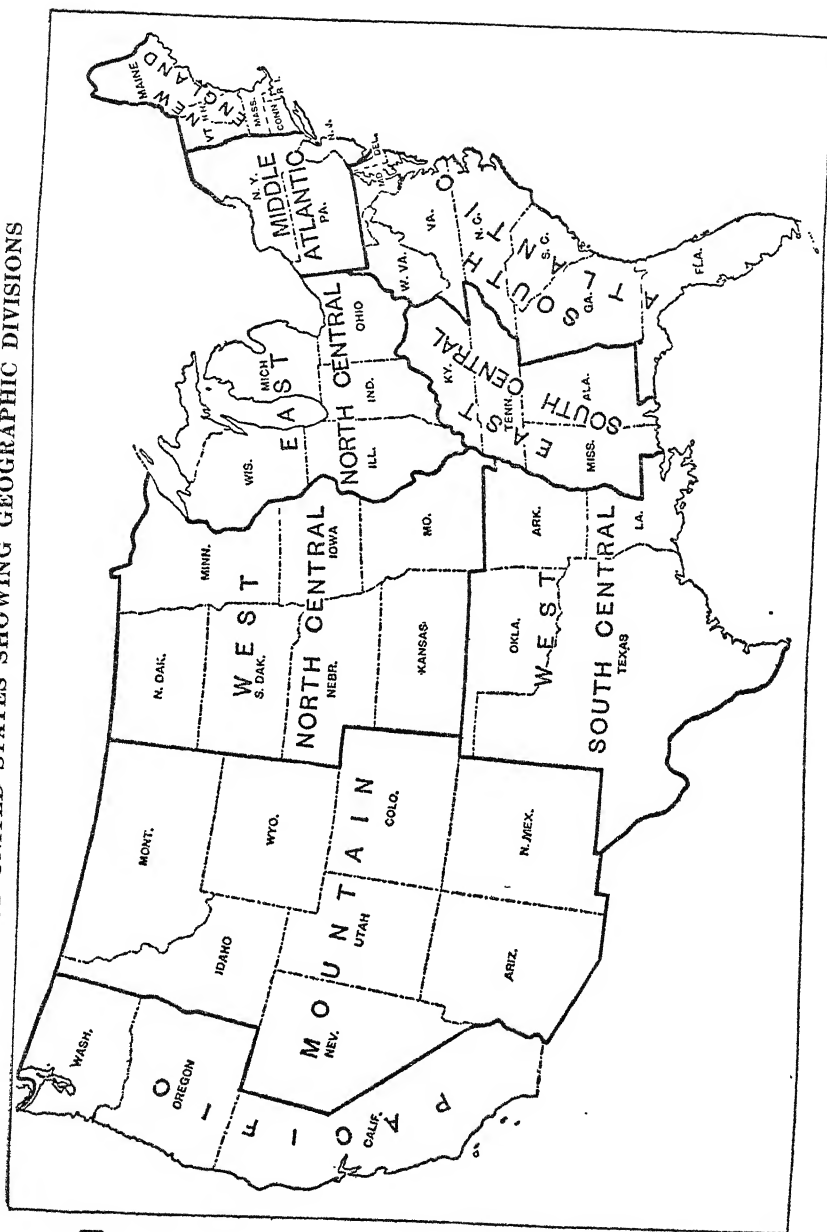 UNITED STATES SHOWING GEOGRAPHIC DIVISIONS
WASH.
OREGON
CALIF.
PACIFIC
MONT.
IDAHO
WYO.
NEV.
UTAH
COLO.
ARIZ.
N. MEX.
MOUNTAIN
N. DAK.
S. DAK.
NEBR.
KANSAS
MINN.
IOWA
MO.
WEST
NORTH CENTRAL
OKLA.
TEXAS
ARK.
LA.
WEST
SOUTH CENTRAL
WIS.
MICH
ILL.
IND.
OHIO
EAST
NORTH CENTRAL
KY.
TENN.
MISS.
ALA.
EAST
SOUTH CENTRAL
N. Y.
PA.
N. J.
MIDDLE
ATLANTIC
MAINE
VT
N.H.
MASS.
CONN
R I.
NEW
ENGLAND
DEL.
MD
W. VA.
VA.
N. C.
S. C.
GA.
FLA.
SOUTH
ATLANTIC